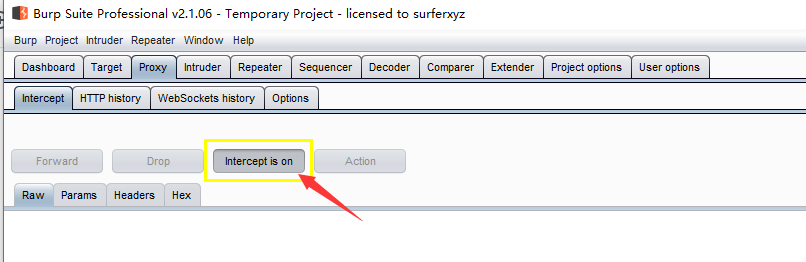 Burp Suite Professional v2.1.06 - Temporary Project - licensed to surferxyz
Burp Project Intruder Repeater Window Help
Dashboard Target Proxy Intruder Repeater Sequencer Decoder Comparer Extender Project options User options
Intercept HTTP history WebSockets history Options
Forward Drop Intercept is on Action
Raw Params Headers Hex